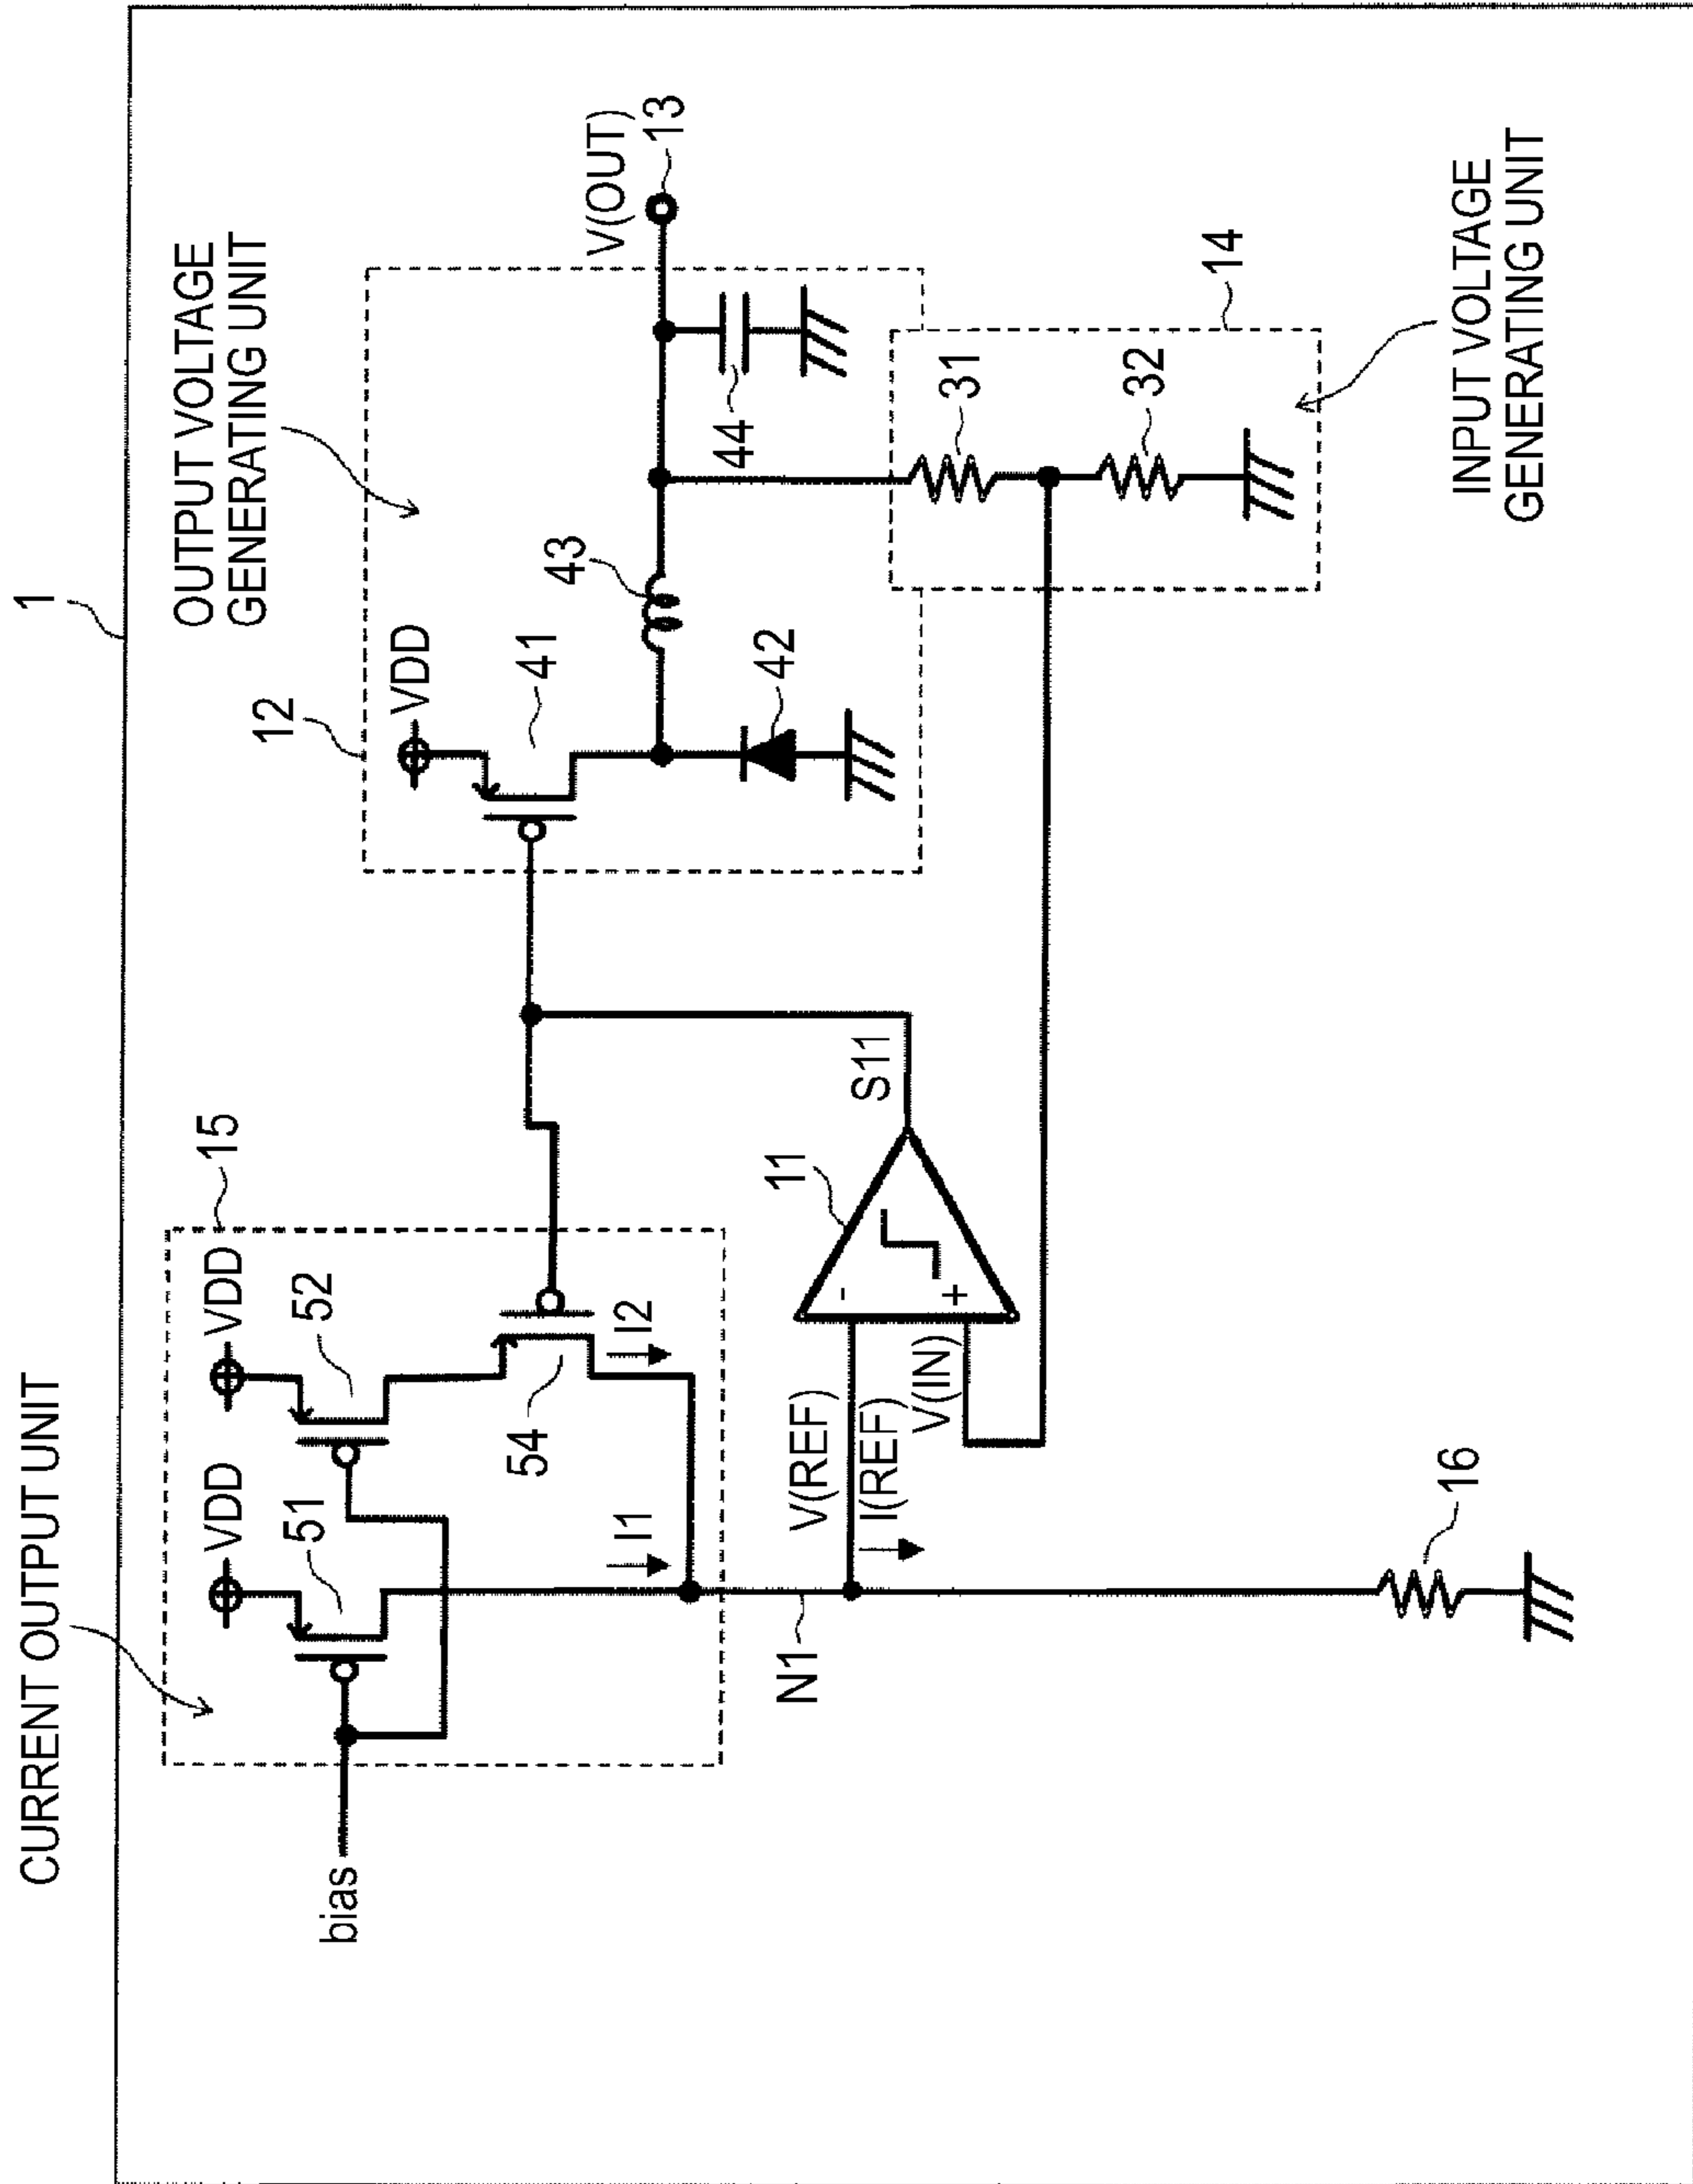 1
CURRENT OUTPUT UNIT
OUTPUT VOLTAGE
GENERATING UNIT
15
12
VDD
VDD
VDD
51
52
41
43
V(OUT)
13
bias
54
I1
I2
42
44
N1
V(REF)
I(REF)
V(IN)
11
-
+
S11
31
32
14
16
INPUT VOLTAGE
GENERATING UNIT